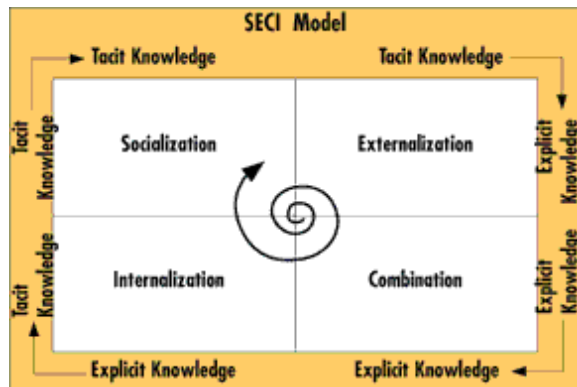 SECI Model
Tacit Knowledge
Tacit Knowledge
Tacit
Knowledge
Socialization
Externalization
Explicit
Knowledge
Tacit
Knowledge
Internalization
Combination
Explicit
Knowledge
Explicit Knowledge
Explicit Knowledge